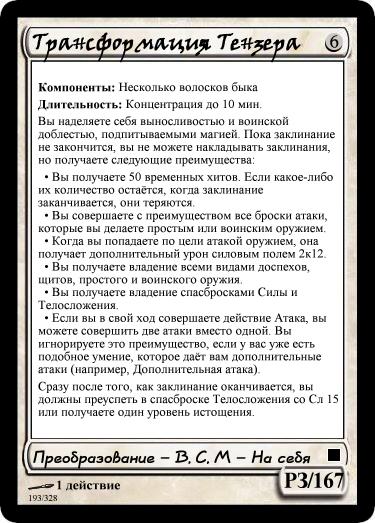 Трансформация Тензера 6
Компоненты: Несколько волосков быка
Длительность: Концентрация до 10 мин.
Вы наделяете себя выносливостью и воинской
доблестью, подпитываемыми магией. Пока заклинание
не закончится, вы не можете накладывать заклинания,
но получаете следующие преимущества:
• Вы получаете 50 временных хитов. Если какое-либо
их количество остаётся, когда заклинание
заканчивается, они теряются.
• Вы совершаете с преимуществом все броски атаки,
которые вы делаете простым или воинским оружием.
• Когда вы попадаете по цели атакой оружием, она
получает дополнительный урон силовым полем 2к12.
• Вы получаете владение всеми видами доспехов,
щитов, простого и воинского оружия.
• Вы получаете владение спасбросками Силы и
Телосложения.
• Если вы в свой ход совершаете действие Атака, вы
можете совершить две атаки вместо одной. Вы
игнорируете это преимущество, если у вас уже есть
подобное умение, которое даёт вам дополнительные
атаки (например, Дополнительная атака).
Сразу после того, как заклинание оканчивается, вы
должны преуспеть в спасброске Телосложения со Сл 15
или получаете один уровень истощения.
Преобразование – В, С, М – На себя
1 действие
РЗ/167
193/328